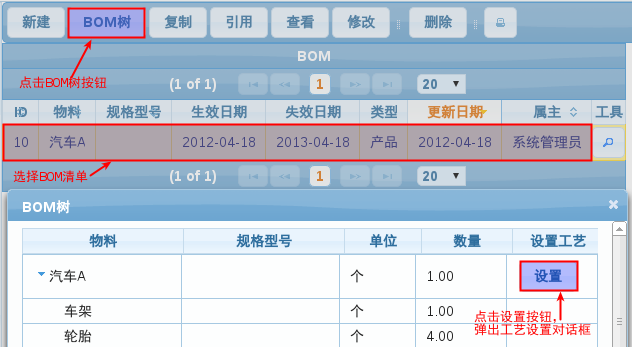 新建 BOM树 复制 引用 查看 修改 删除
BOM
点击BOM树按钮
(1 of 1) 1 20
ID 物料 规格型号 生效日期 失效日期 类型 更新日期 属主 工具
10 汽车A 2012-04-18 2013-04-18 产品 2012-04-18 系统管理员
选择BOM清单
(1 of 1) 1 20
BOM树
物料 规格型号 单位 数量 设置工艺
汽车A 个 1.00 设置
车架 个 1.00
点击设置按钮,
弹出工艺设置对话框
轮胎 个 4.00